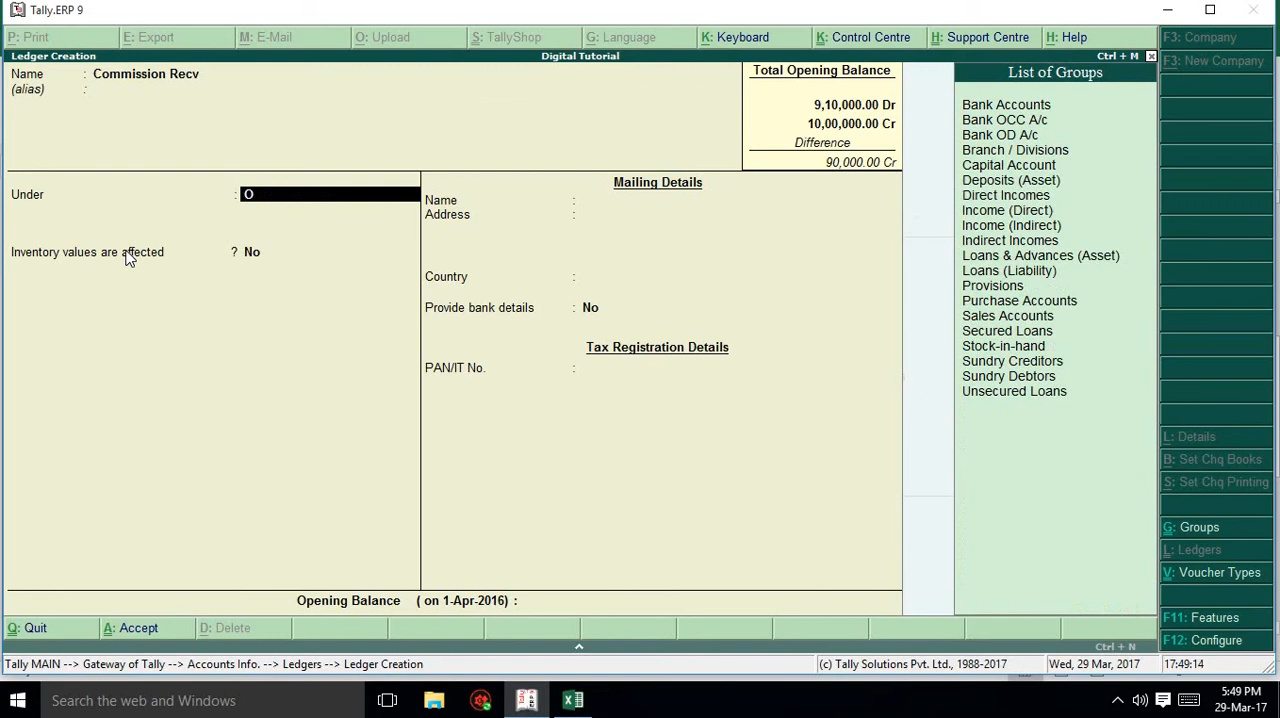 Tally.ERP 9
P: Print E: Export M: E-Mail O: Upload S: TallyShop G: Language K: Keyboard K: Control Centre H: Support Centre H: Help
F3: Company
F3: New Company
Ledger Creation Digital Tutorial Ctrl + M
Name : Commission Recv
(alias) :
Total Opening Balance
9,10,000.00 Dr
10,00,000.00 Cr
Difference
90,000.00 Cr
Under : O
Inventory values are affected ? No
Mailing Details
Name :
Address :
Country :
Provide bank details : No
Tax Registration Details
PAN/IT No. :
Opening Balance ( on 1-Apr-2016) :
List of Groups
Bank Accounts
Bank OCC A/c
Bank OD A/c
Branch / Divisions
Capital Account
Deposits (Asset)
Direct Incomes
Income (Direct)
Income (Indirect)
Indirect Incomes
Loans & Advances (Asset)
Loans (Liability)
Provisions
Purchase Accounts
Sales Accounts
Secured Loans
Stock-in-hand
Sundry Creditors
Sundry Debtors
Unsecured Loans
L: Details
B: Set Chq Books
S: Set Chq Printing
G: Groups
L: Ledgers
V: Voucher Types
F11: Features
F12: Configure
Q: Quit A: Accept D: Delete
Ctrl + N
Tally MAIN --> Gateway of Tally --> Accounts Info. --> Ledgers --> Ledger Creation (c) Tally Solutions Pvt. Ltd., 1988-2017 Wed, 29 Mar, 2017 17:49:14
Search the web and Windows
5:49 PM
29-Mar-17